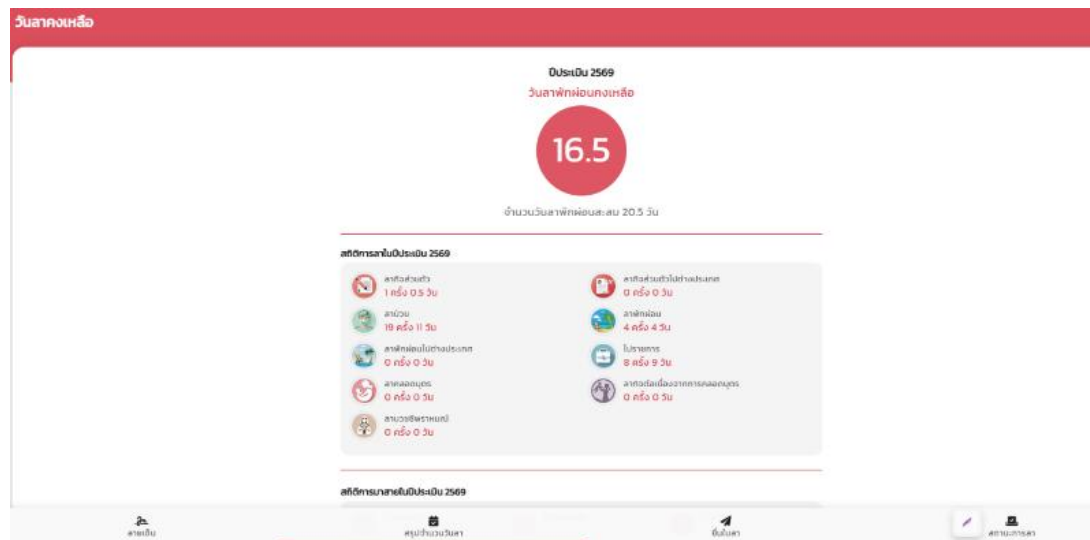 วันลาคงเหลือ
ปีประเมิน 2569
วันลาพักผ่อนคงเหลือ
16.5
จำนวนวันลาพักผ่อนสะสม 20.5 วัน
สถิติการลาในปีประเมิน 2569
ลากิจส่วนตัว
1 ครั้ง 0.5 วัน
ลากิจส่วนตัวไปต่างประเทศ
0 ครั้ง 0 วัน
ลาป่วย
19 ครั้ง 11 วัน
ลาพักผ่อน
4 ครั้ง 4 วัน
ลาพักผ่อนไปต่างประเทศ
0 ครั้ง 0 วัน
ไปราชการ
8 ครั้ง 9 วัน
ลาคลอดบุตร
0 ครั้ง 0 วัน
ลากิจต่อเนื่องจากการคลอดบุตร
0 ครั้ง 0 วัน
ลาบวชชีพราหมณ์
0 ครั้ง 0 วัน
สถิติการมาสายในปีประเมิน 2569
ลายเซ็น
สรุปจำนวนวันลา
ยื่นใบลา
สถานะการลา